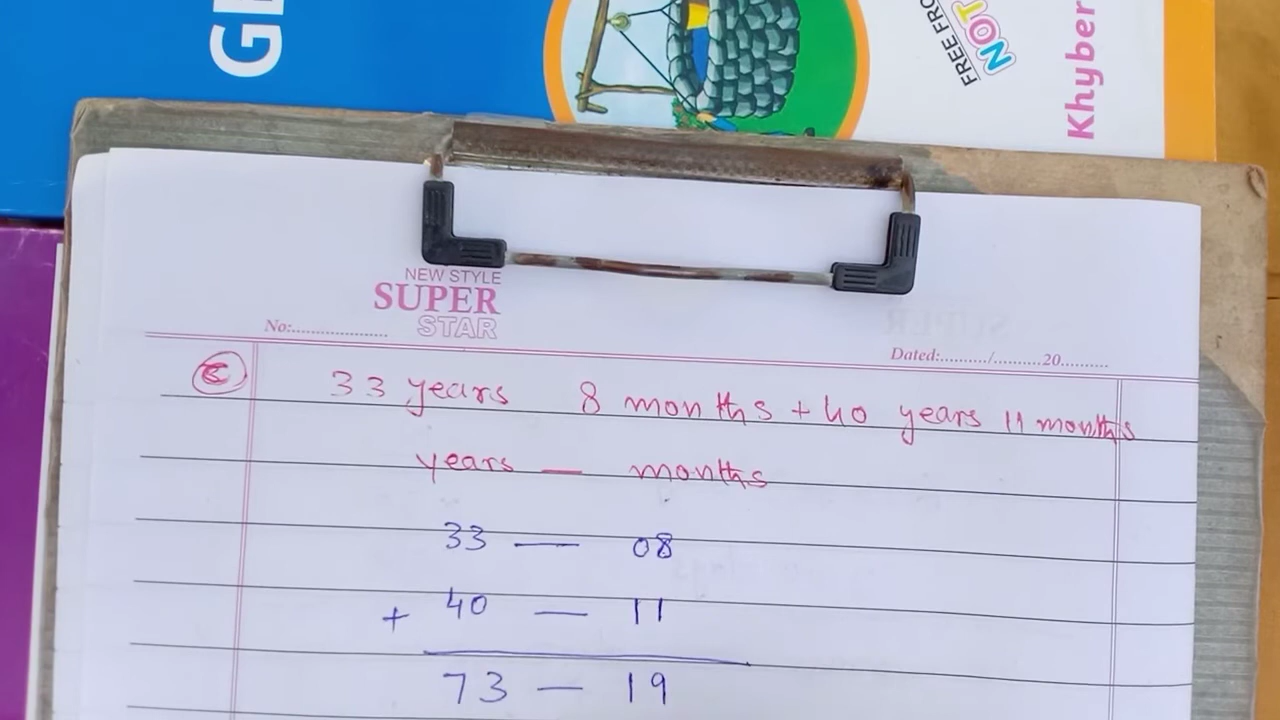 FREE FRO
NOT
Khyber
NEW STYLE
SUPER
STAR
No:....................
Dated:........../..........20..........
33 years 8 months + 40 years 11 months
years — months
33 — 08
+ 40 — 11
73 — 19